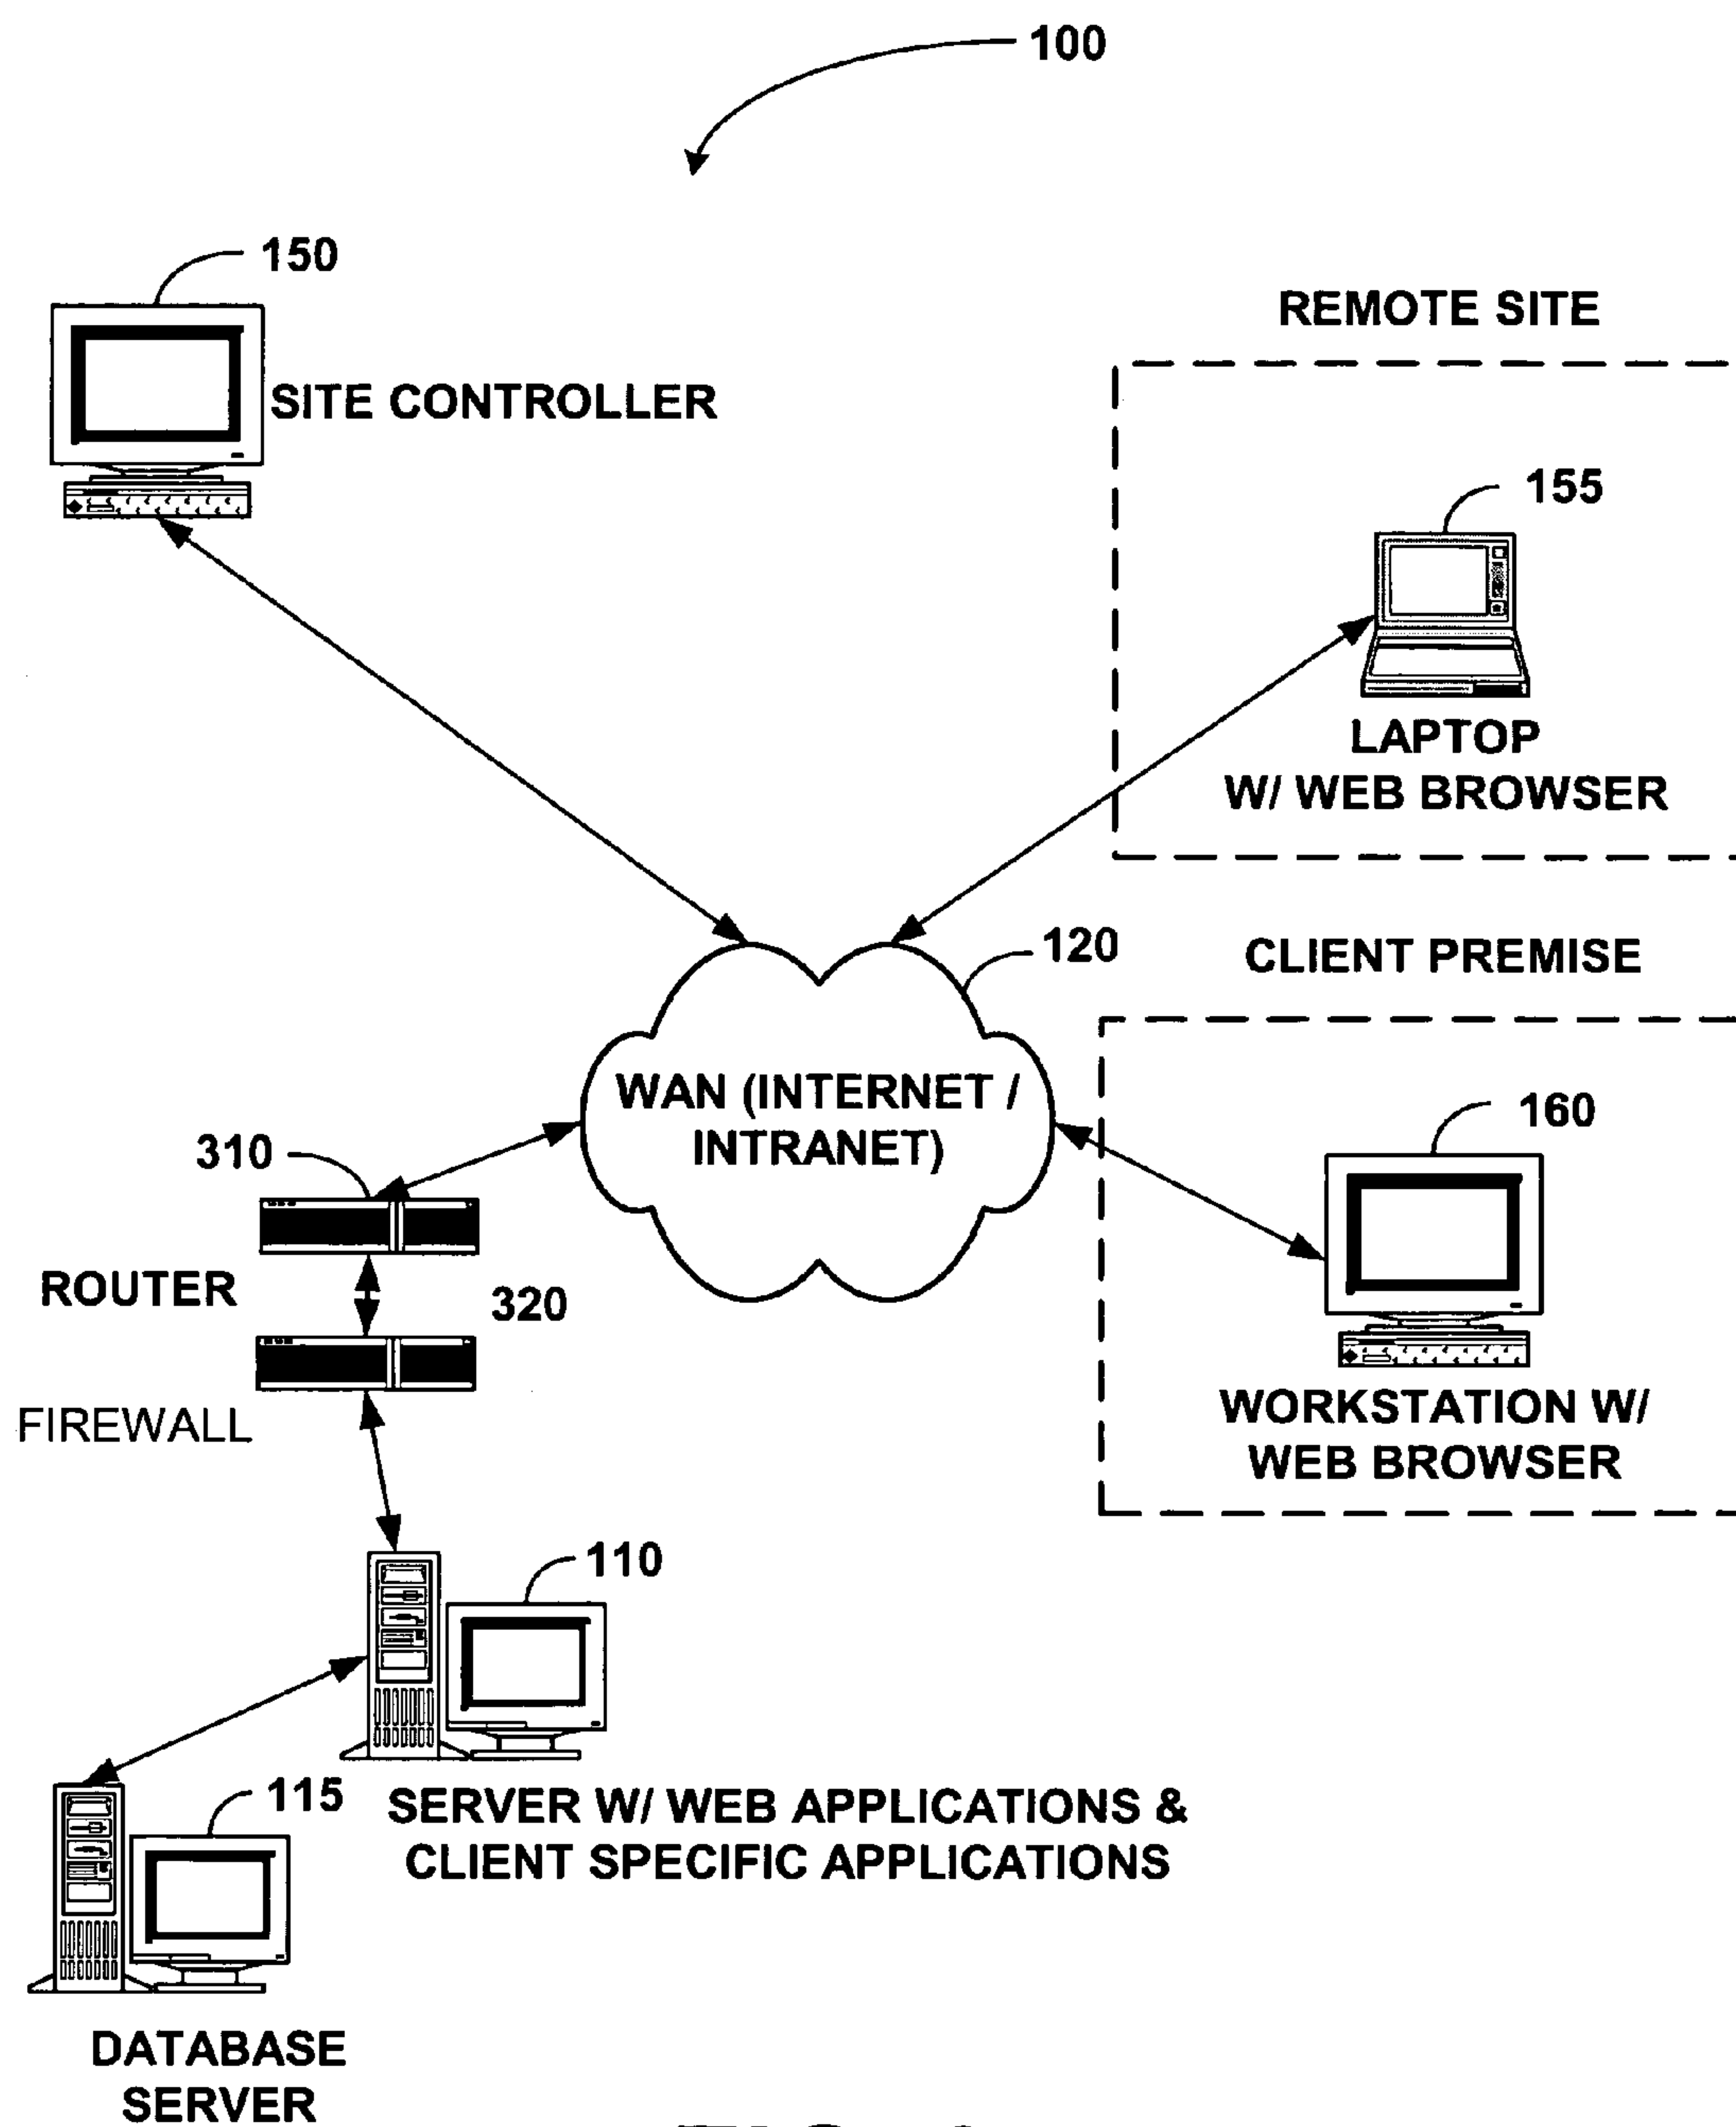 100
150
SITE CONTROLLER
REMOTE SITE
155
LAPTOP
W/ WEB BROWSER
120
CLIENT PREMISE
WAN (INTERNET /
INTRANET)
160
310
ROUTER
320
FIREWALL
WORKSTATION W/
WEB BROWSER
110
SERVER W/ WEB APPLICATIONS &
CLIENT SPECIFIC APPLICATIONS
115
DATABASE
SERVER